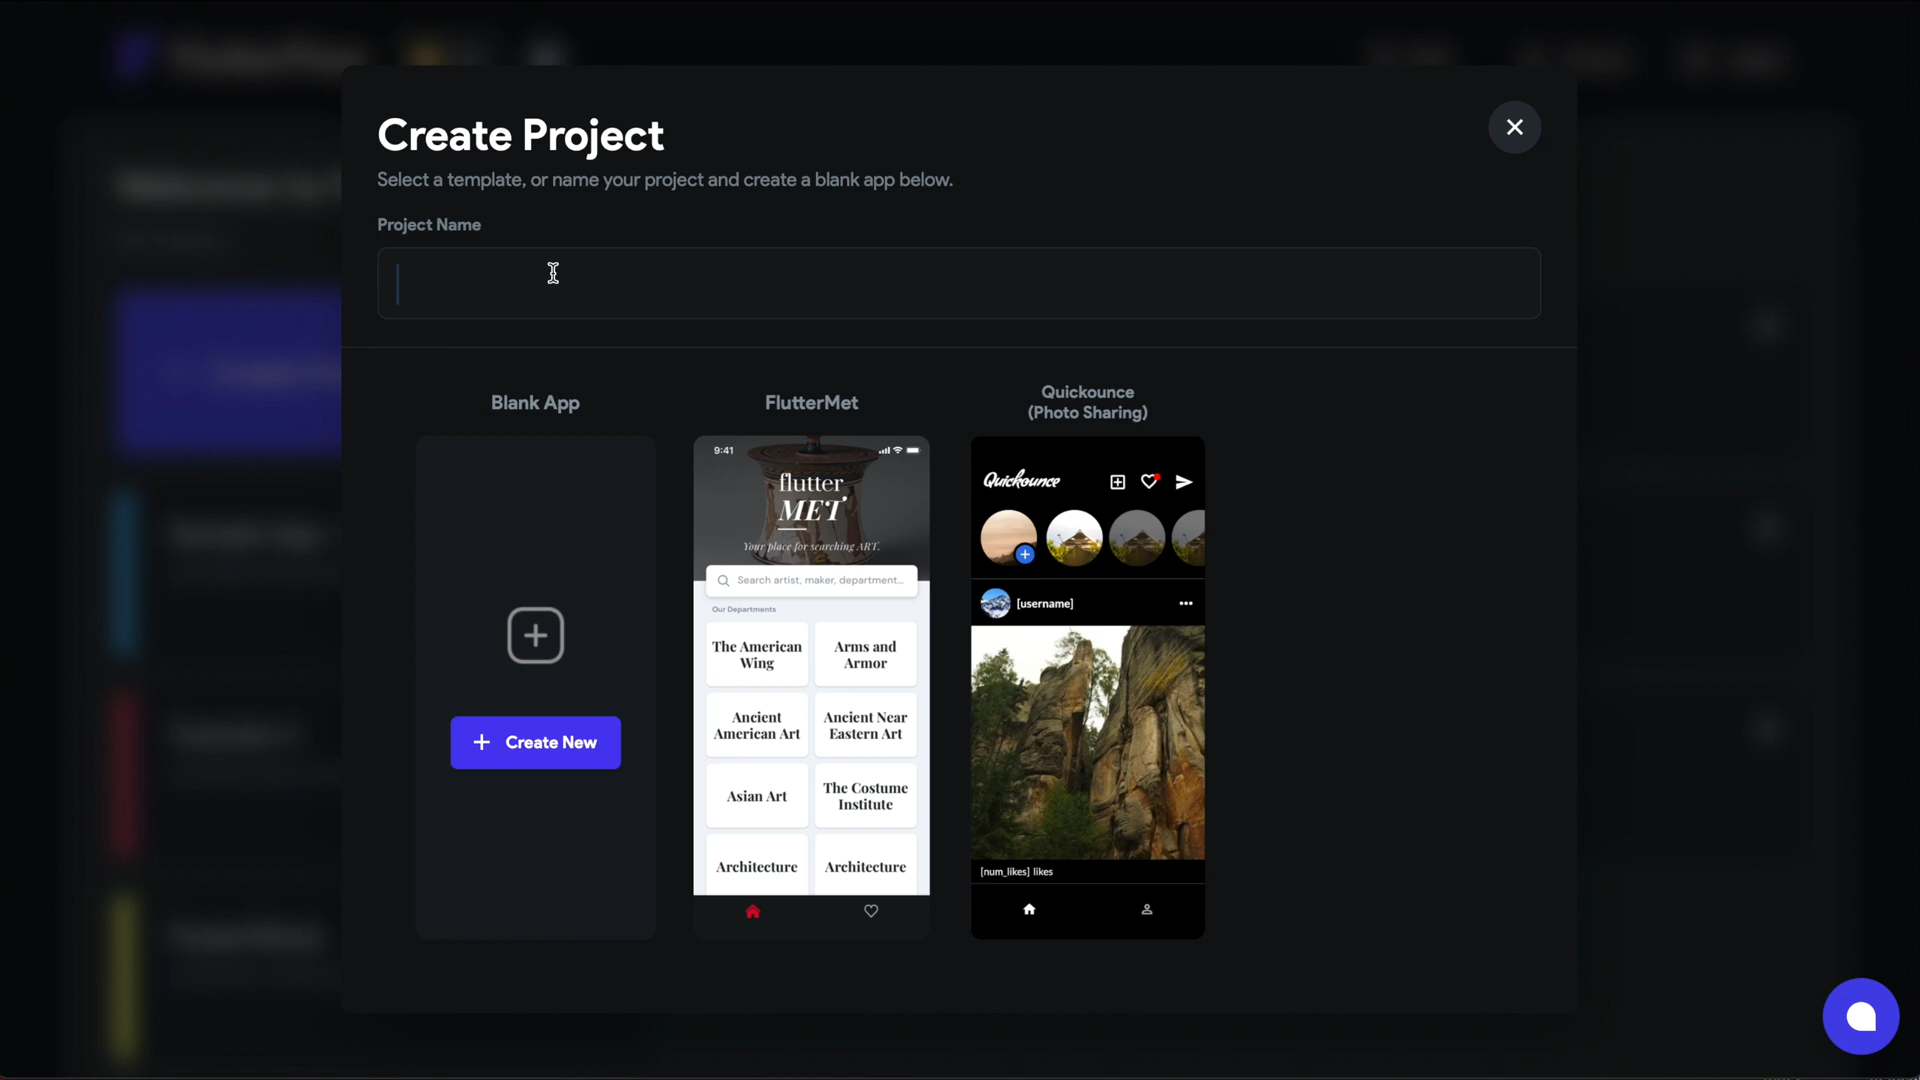 Create Project
Select a template, or name your project and create a blank app below.
Project Name
Blank App
FlutterMet
Quickounce
(Photo Sharing)
+ Create New
9:41
flutter
MET
Your place for searching ART.
Search artist, maker, department...
Our Departments
The American
Wing
Arms and
Armor
Ancient
American Art
Ancient Near
Eastern Art
Asian Art
The Costume
Institute
Architecture
Architecture
Quickounce
[username]
[num_likes] likes